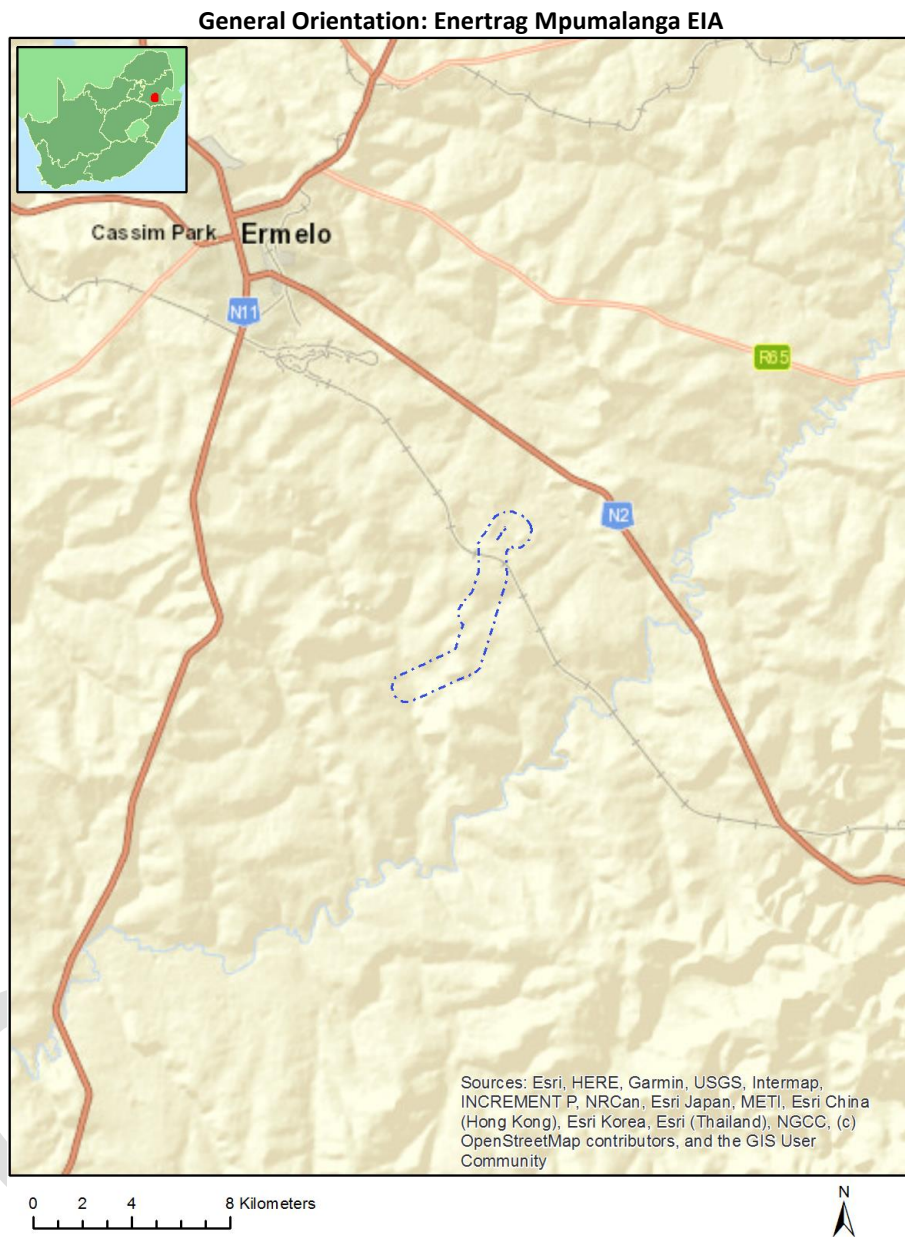 General Orientation: Enertrag Mpumalanga EIA
Cassim Park
Ermelo
N11
R65
N2
Sources: Esri, HERE, Garmin, USGS, Intermap,
INCREMENT P, NRCan, Esri Japan, METI, Esri China
(Hong Kong), Esri Korea, Esri (Thailand), NGCC, (c)
OpenStreetMap contributors, and the GIS User
Community
0 2 4 8 Kilometers
N